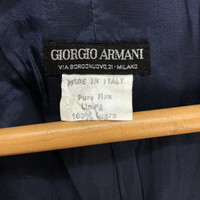 GIORGIO ARMANI
VIA BORGONUOVO,21-MILANO
MADE IN ITALY
Pure Flax
Lining
100% Cupro